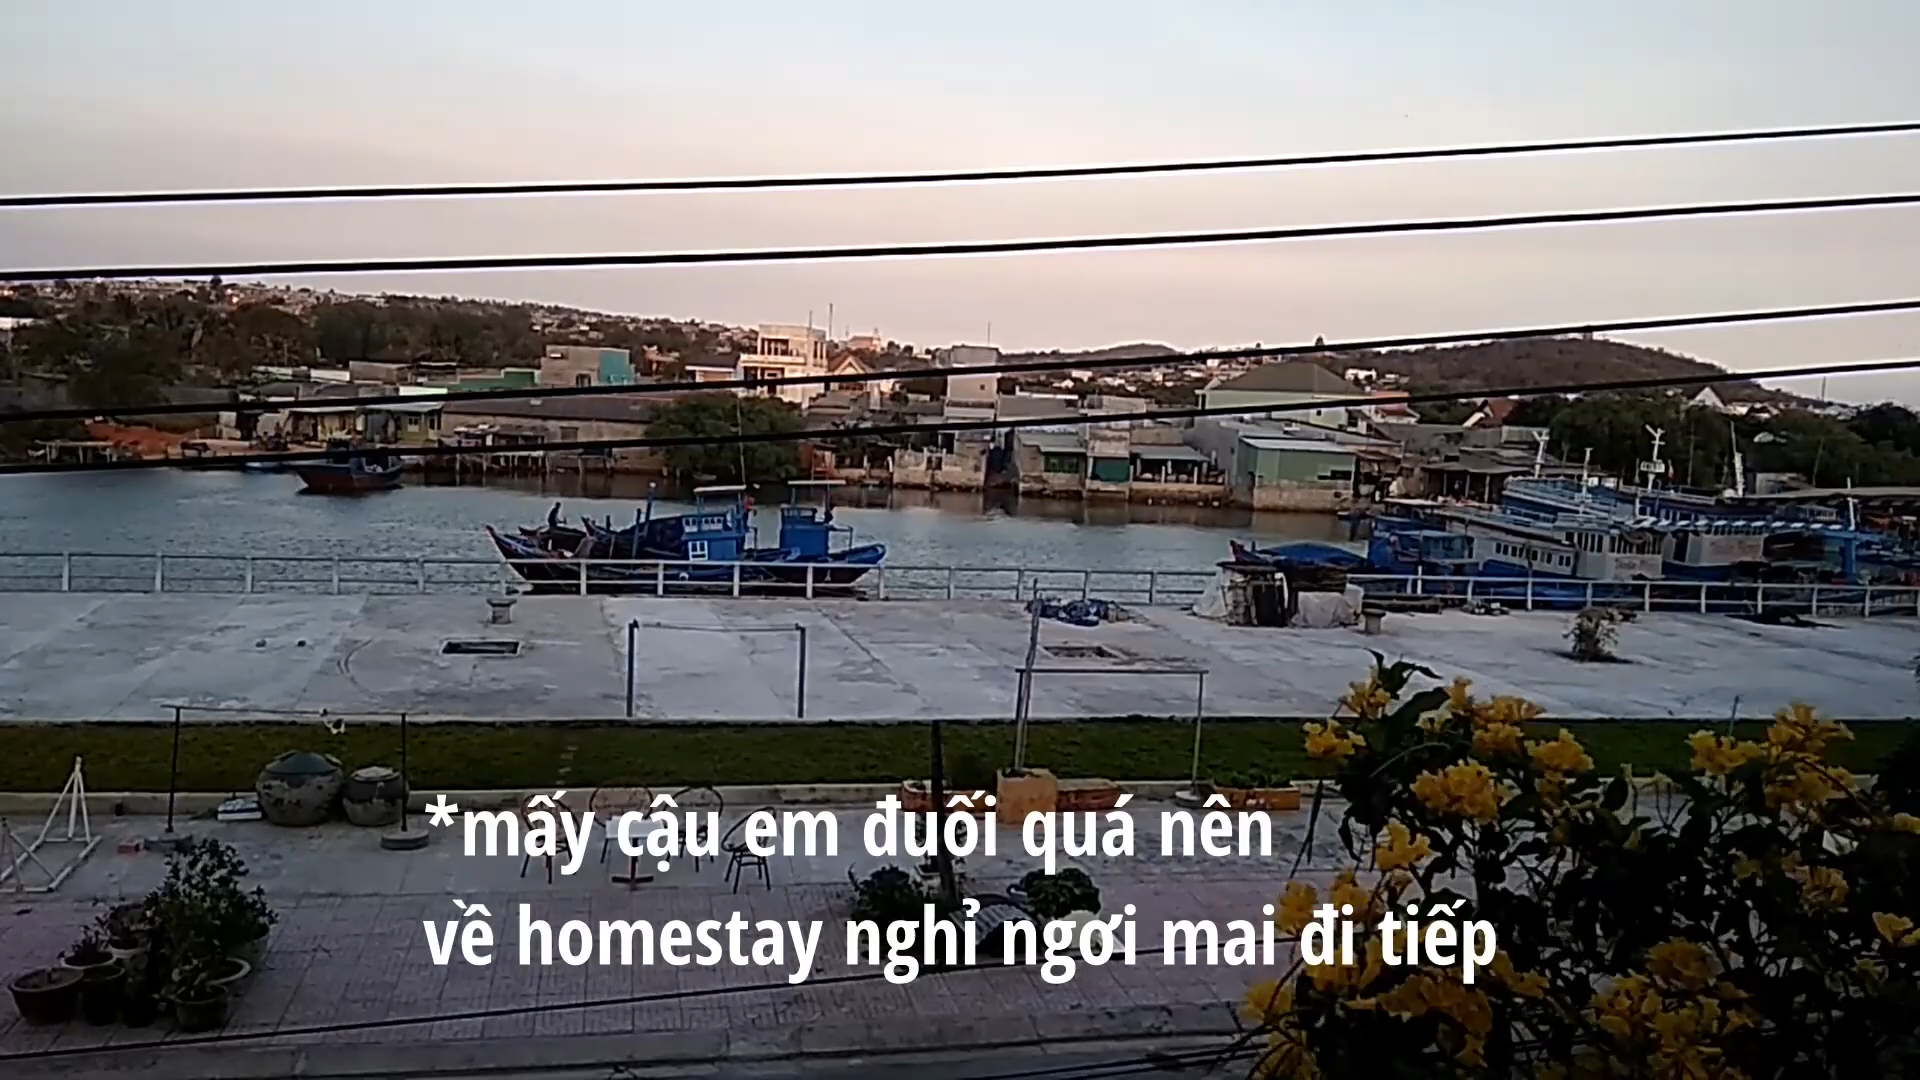 *mấy cậu em đuối quá nên
về homestay nghỉ ngơi mai đi tiếp